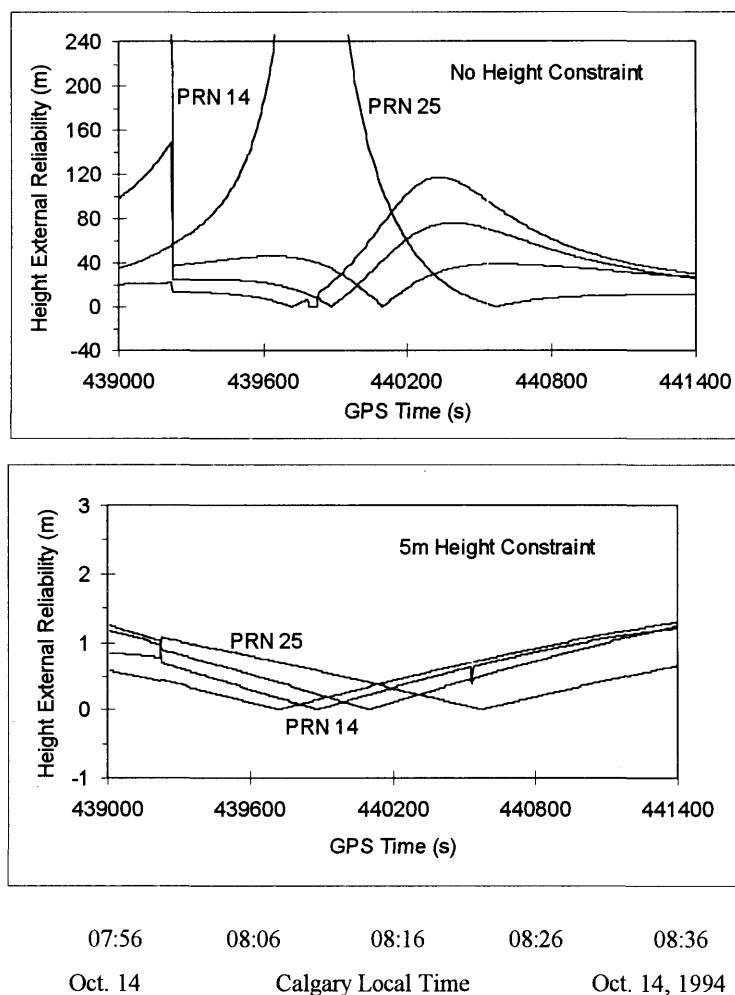 240
200
160
120
80
40
0
-40
Height External Reliability (m)
No Height Constraint
PRN 14
PRN 25
439000 439600 440200 440800 441400
GPS Time (s)
3
2
1
0
-1
Height External Reliability (m)
5m Height Constraint
PRN 25
PRN 14
439000 439600 440200 440800 441400
GPS Time (s)
07:56 08:06 08:16 08:26 08:36
Oct. 14 Calgary Local Time Oct. 14, 1994